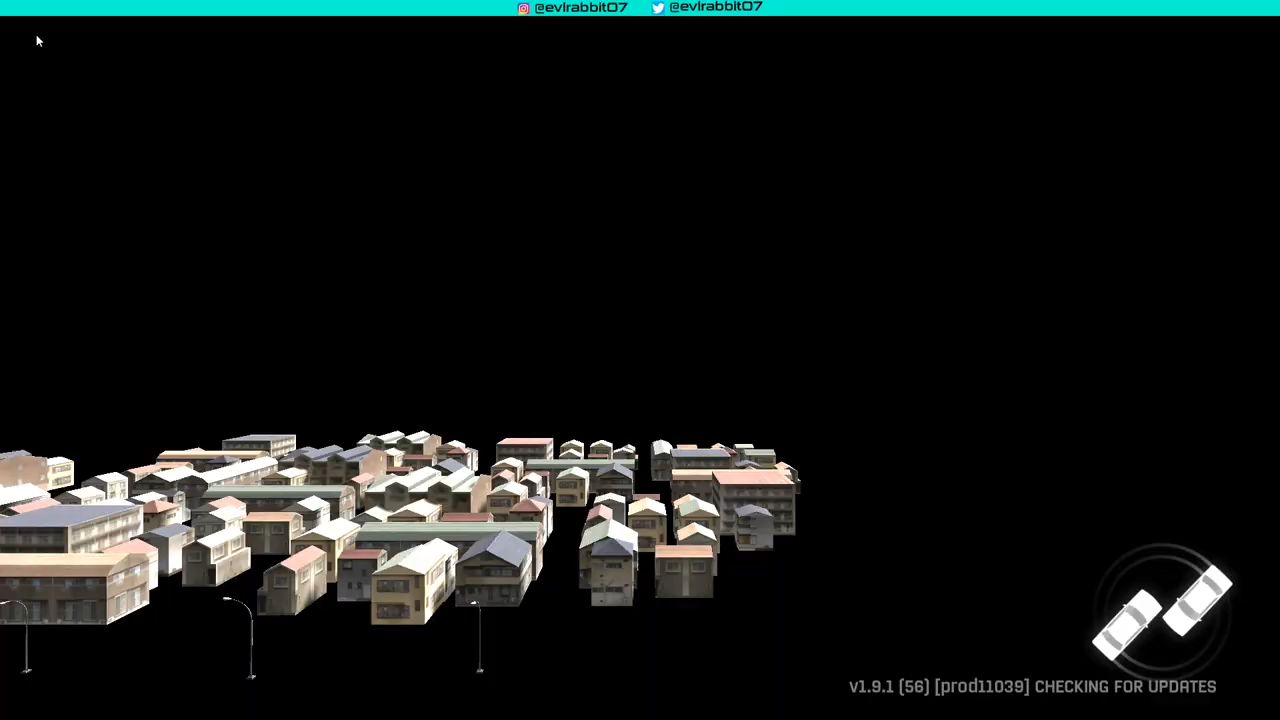 @evlrabbit07 @evlrabbit07
v1.9.1 (56) [prod11039] CHECKING FOR UPDATES